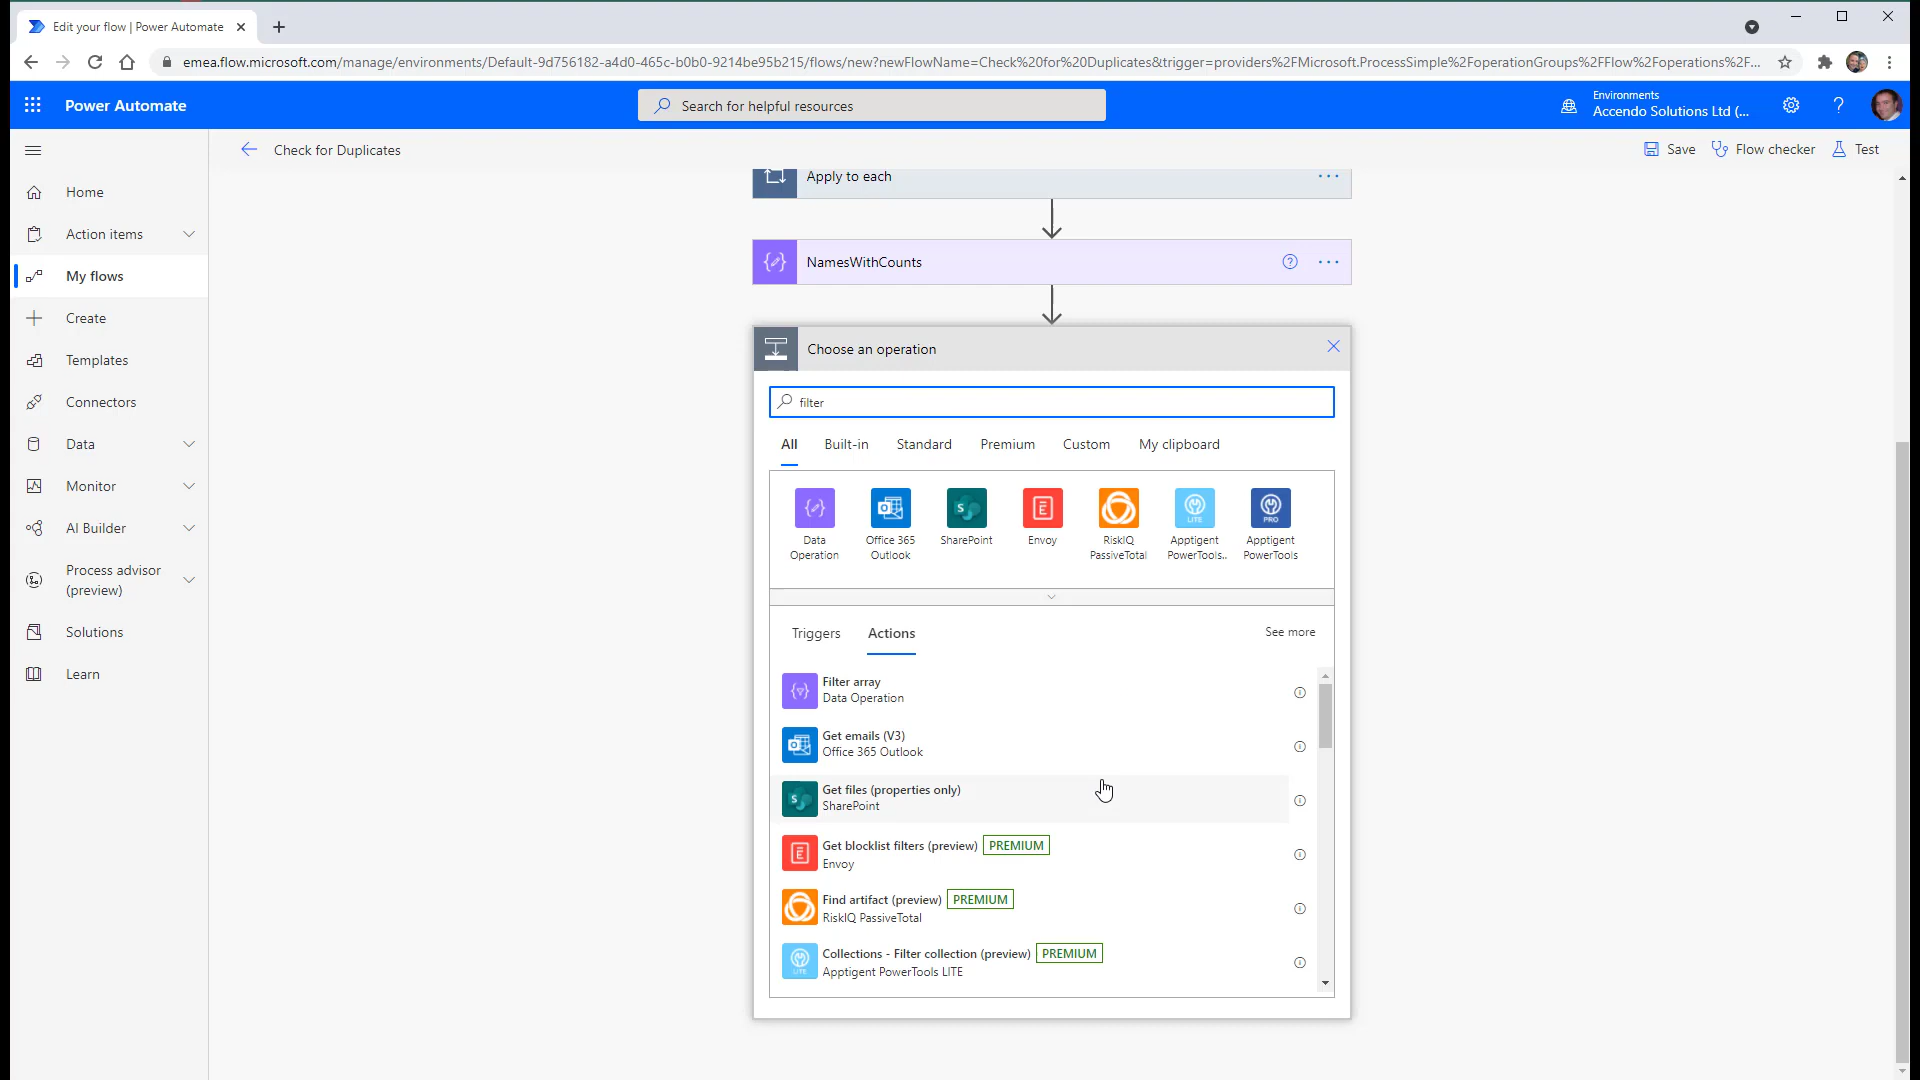 Edit your flow | Power Automate
emea.flow.microsoft.com/manage/environments/Default-9d756182-a4d0-465c-b0b0-9214be95b215/flows/new?newFlowName=Check%20for%20Duplicates&trigger=providers%2FMicrosoft.ProcessSimple%2FoperationGroups%2FFlow%2Foperations%2F...
Power Automate
Search for helpful resources
Environments
Accendo Solutions Ltd (...
Check for Duplicates
Save
Flow checker
Test
Home
Action items
My flows
Create
Templates
Connectors
Data
Monitor
AI Builder
Process advisor
(preview)
Solutions
Learn
Apply to each
NamesWithCounts
Choose an operation
filter
All
Built-in
Standard
Premium
Custom
My clipboard
Data
Operation
Office 365
Outlook
SharePoint
Envoy
RiskIQ
PassiveTotal
LITE
Apptigent
PowerTools..
PRO
Apptigent
PowerTools
Triggers
Actions
See more
Filter array
Data Operation
Get emails (V3)
Office 365 Outlook
Get files (properties only)
SharePoint
Get blocklist filters (preview) PREMIUM
Envoy
Find artifact (preview) PREMIUM
RiskIQ PassiveTotal
Collections - Filter collection (preview) PREMIUM
Apptigent PowerTools LITE